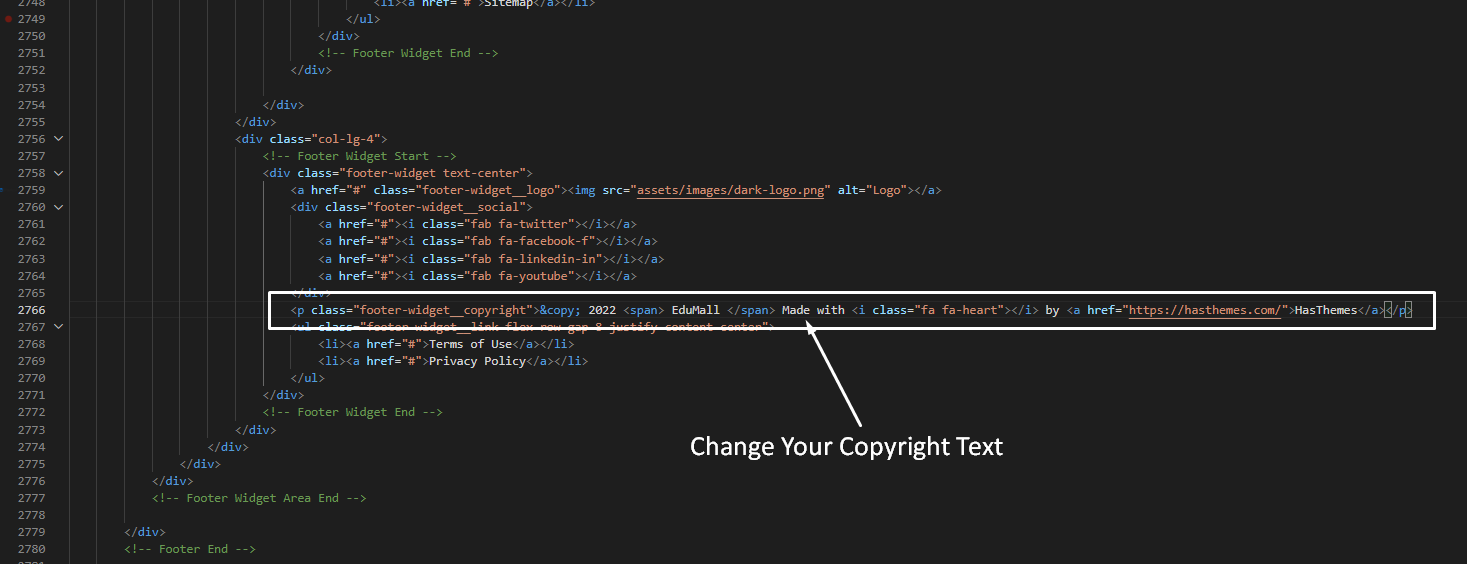 2748 <li><a href="#">Sitemap</a></li>
2749 </ul>
2750 </div>
2751 <!-- Footer Widget End -->
2752 </div>
2753
2754 </div>
2755 </div>
2756 <div class="col-lg-4">
2757 <!-- Footer Widget Start -->
2758 <div class="footer-widget text-center">
2759 <a href="#" class="footer-widget__logo"><img src="assets/images/dark-logo.png" alt="Logo"></a>
2760 <div class="footer-widget__social">
2761 <a href="#"><i class="fab fa-twitter"></i></a>
2762 <a href="#"><i class="fab fa-facebook-f"></i></a>
2763 <a href="#"><i class="fab fa-linkedin-in"></i></a>
2764 <a href="#"><i class="fab fa-youtube"></i></a>
2765 </div>
2766 <p class="footer-widget__copyright">&copy; 2022 <span> EduMall </span> Made with <i class="fa fa-heart"></i> by <a href="https://hasthemes.com/">HasThemes</a></p>
2767 <ul class="footer-widget__link flex-row gap-8 justify-content-center">
2768 <li><a href="#">Terms of Use</a></li>
2769 <li><a href="#">Privacy Policy</a></li>
2770 </ul>
2771 </div>
2772 <!-- Footer Widget End -->
2773 </div>
Change Your Copyright Text
2774 </div>
2775 </div>
2776 </div>
2777 <!-- Footer Widget Area End -->
2778
2779 </div>
2780 <!-- Footer End -->